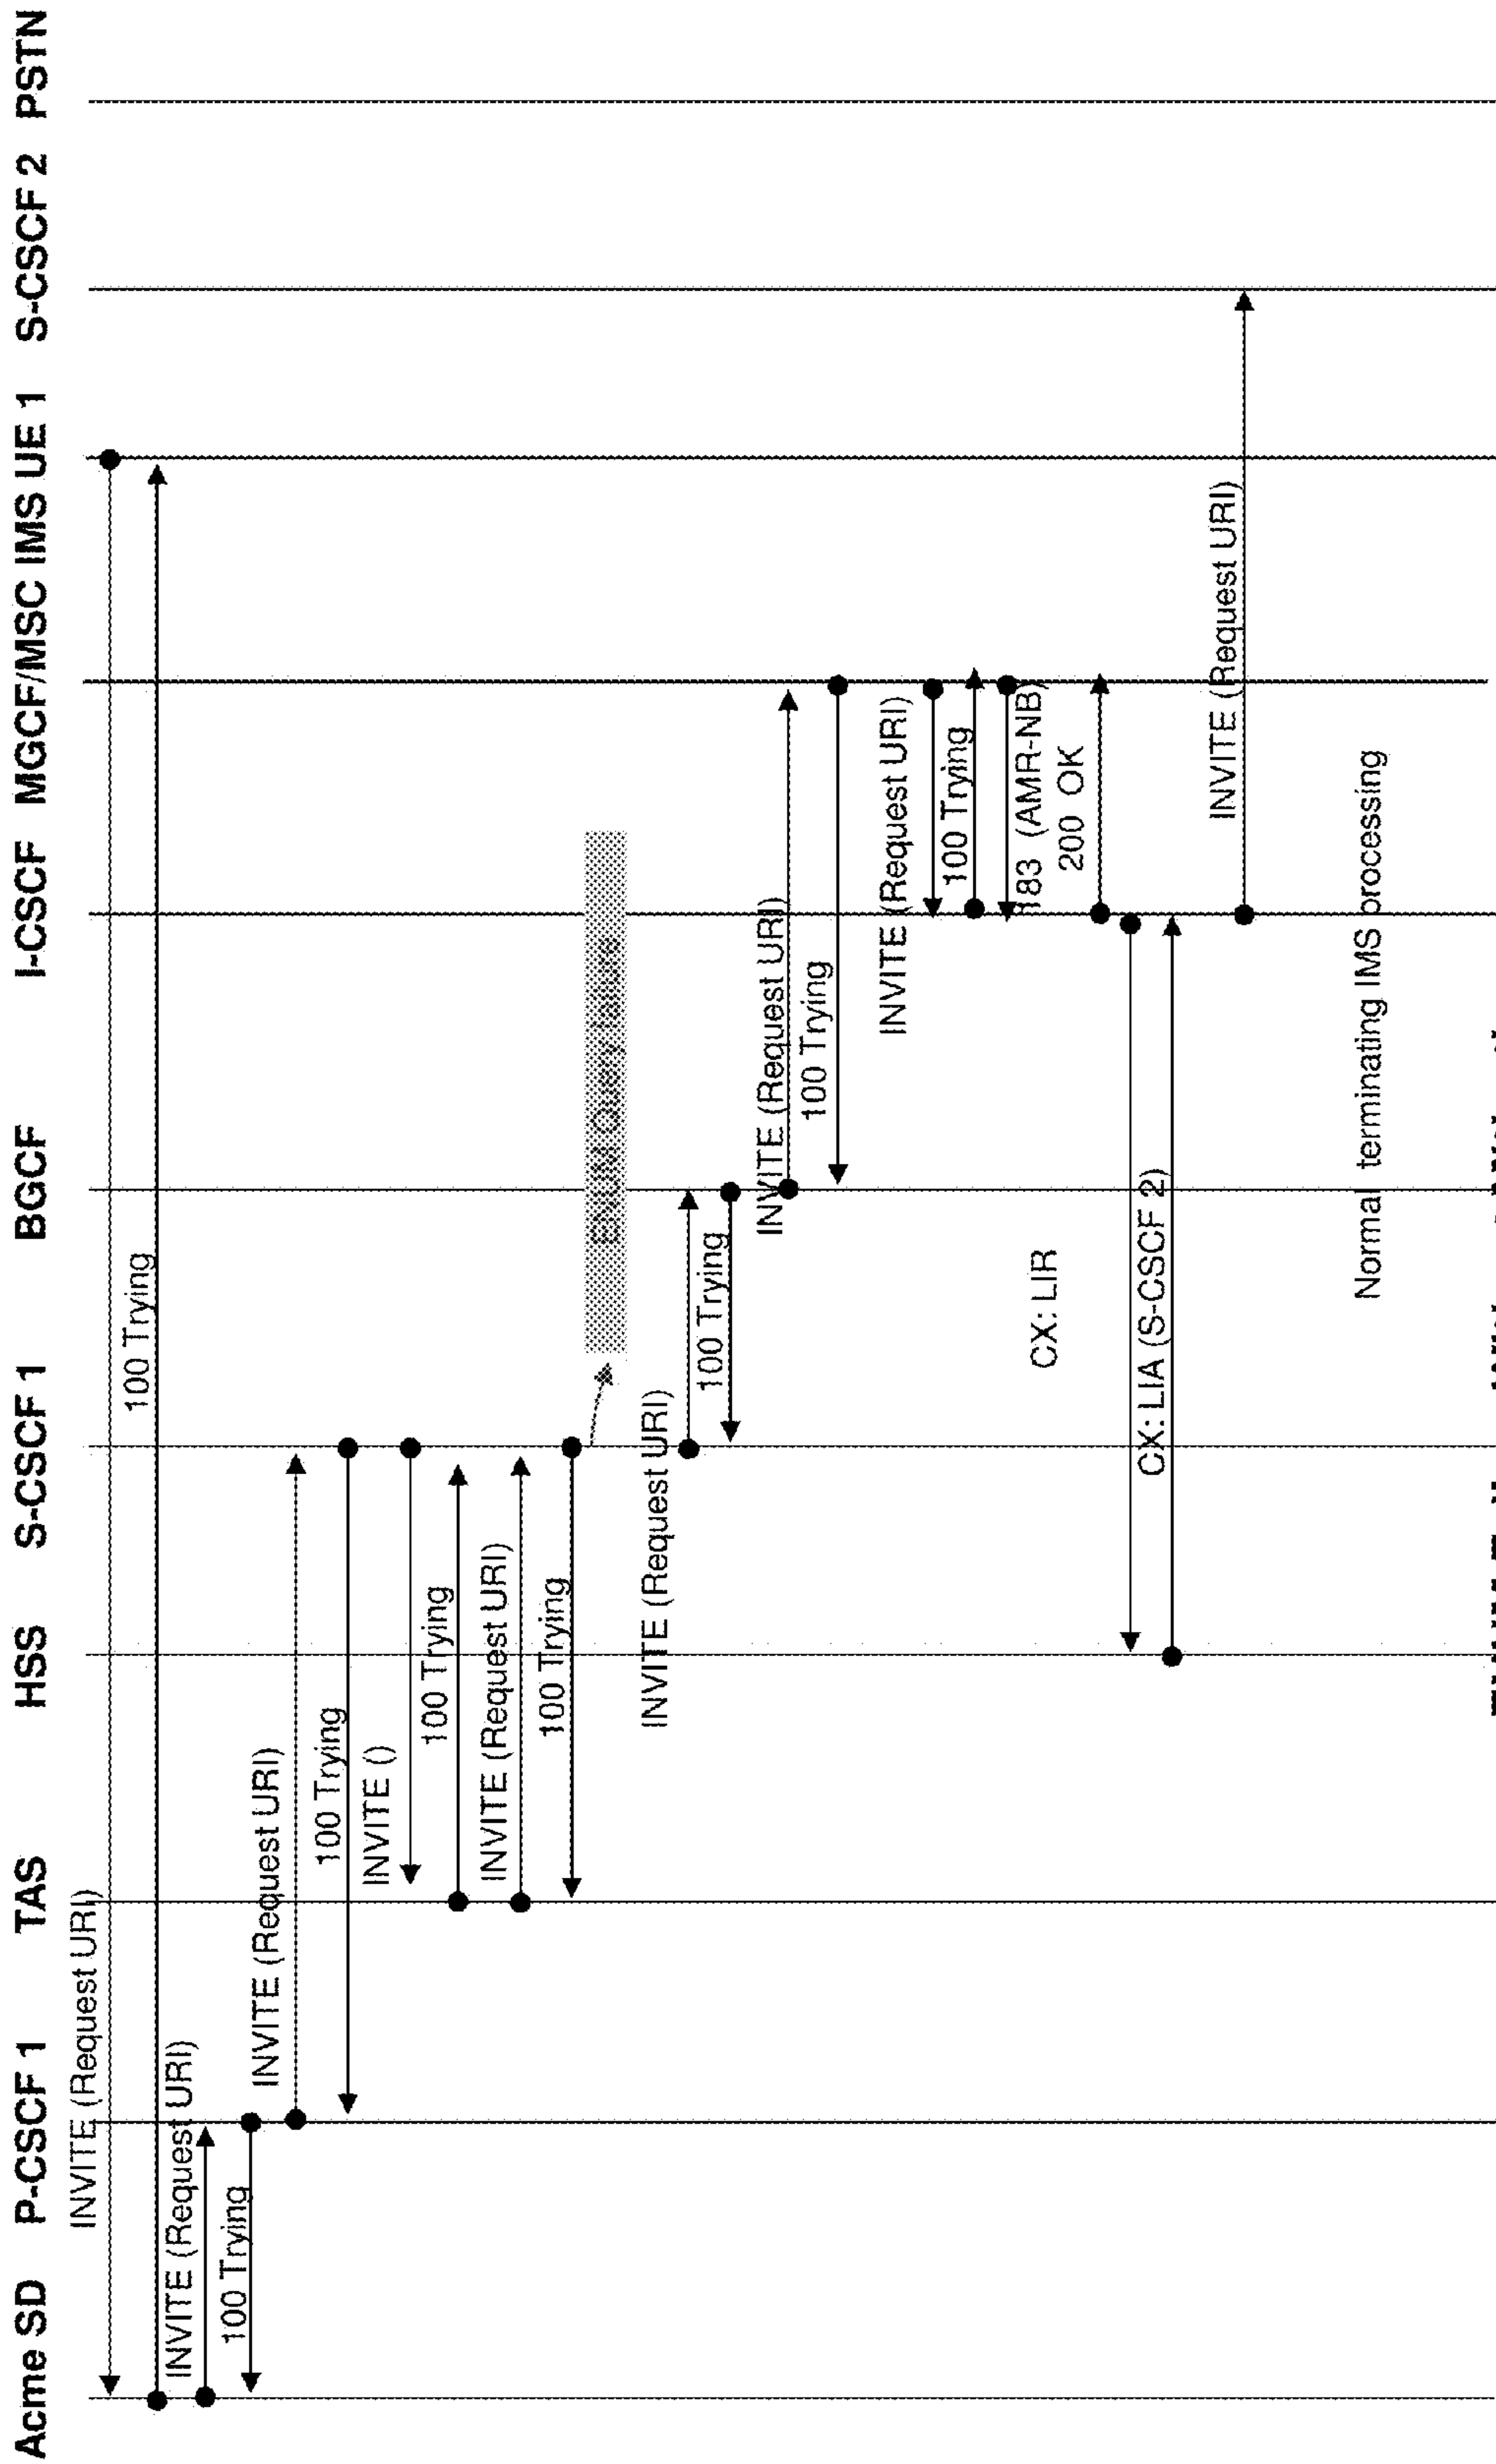 Acme SD P-CSCF 1 TAS HSS S-CSCF 1 BGCF I-CSCF MGCF/MSC IMS UE 1 S-CSCF 2 PSTN
INVITE (Request URI)
100 Trying
INVITE (Request URI)
100 Trying
INVITE (Request URI)
100 Trying
INVITE ()
100 Trying
INVITE (Request URI)
100 Trying
INVITE (Request URI)
100 Trying
INVITE (Request URI)
100 Trying
INVITE (Request URI)
100 Trying
183 (AMR-NB)
200 OK
CX: LIR
CX: LIA (S-CSCF 2)
INVITE (Request URI)
Normal terminating IMS processing